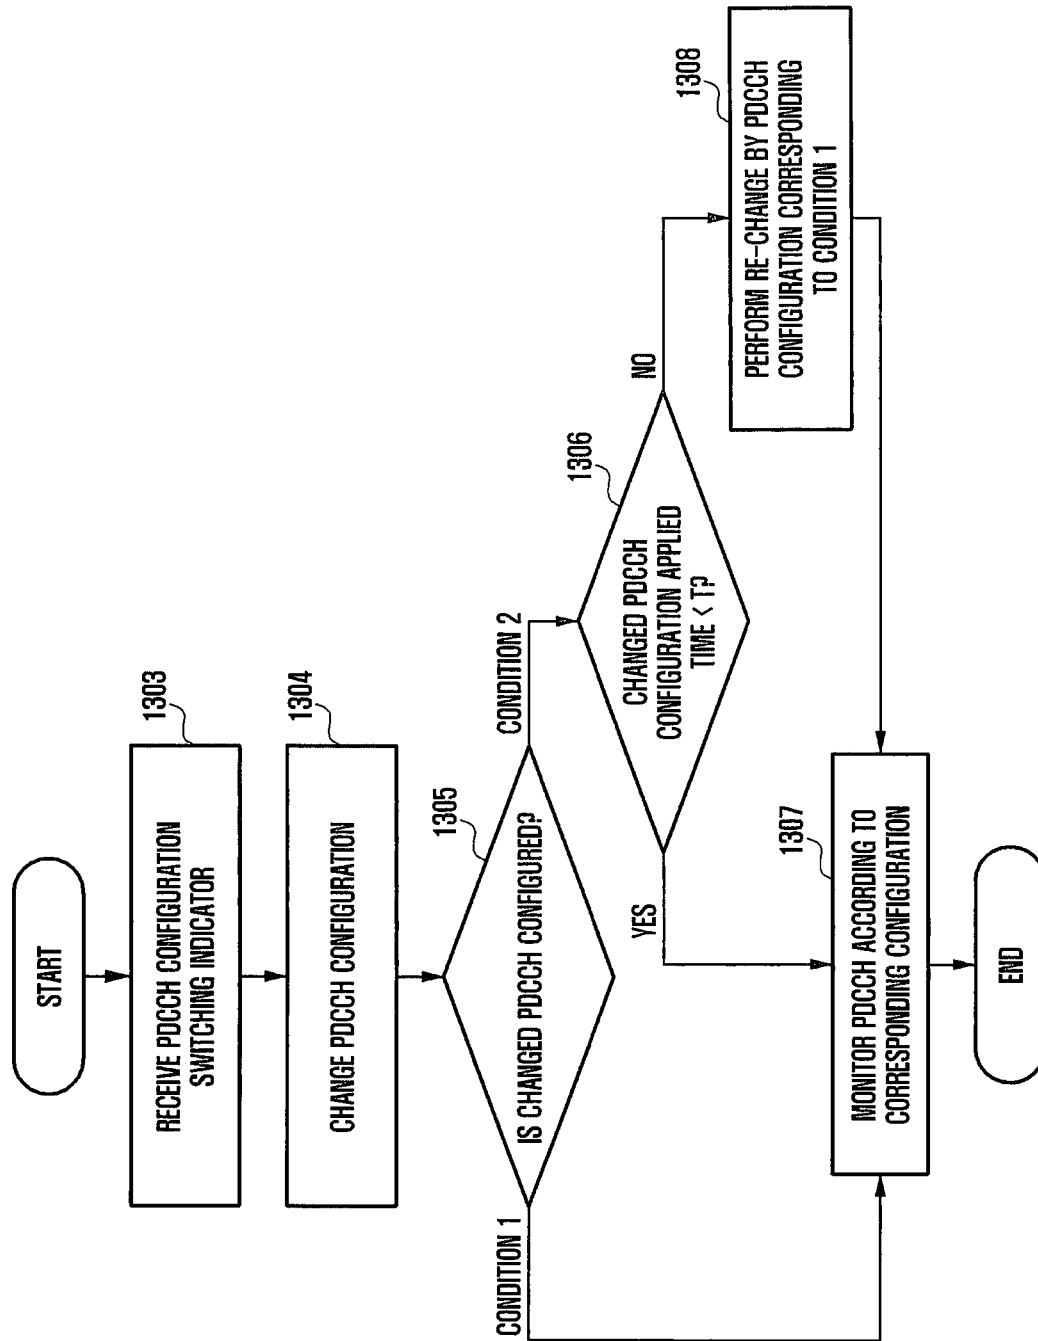 START
1303
RECEIVE PDCCH CONFIGURATION
SWITCHING INDICATOR
1304
CHANGE PDCCH CONFIGURATION
1305
IS CHANGED PDCCH CONFIGURED?
CONDITION 1
CONDITION 2
1306
CHANGED PDCCH
CONFIGURATION APPLIED
TIME < T?
YES
NO
1308
PERFORM RE-CHANGE BY PDCCH
CONFIGURATION CORRESPONDING
TO CONDITION 1
1307
MONITOR PDCCH ACCORDING TO
CORRESPONDING CONFIGURATION
END